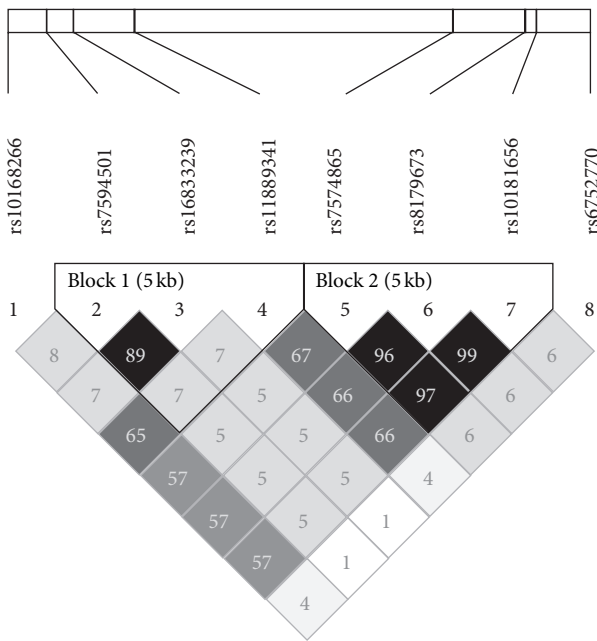 rs10168266
rs7594501
rs16833239
rs11889341
rs7574865
rs8179673
rs10181656
rs6752770
Block 1 (5 kb) Block 2 (5 kb)
1 2 3 4 5 6 7 8
8 89 7 67 96 99 6
7 7 5 66 97 6
65 5 5 66 6
57 5 5 4
57 5 1
57 1
4